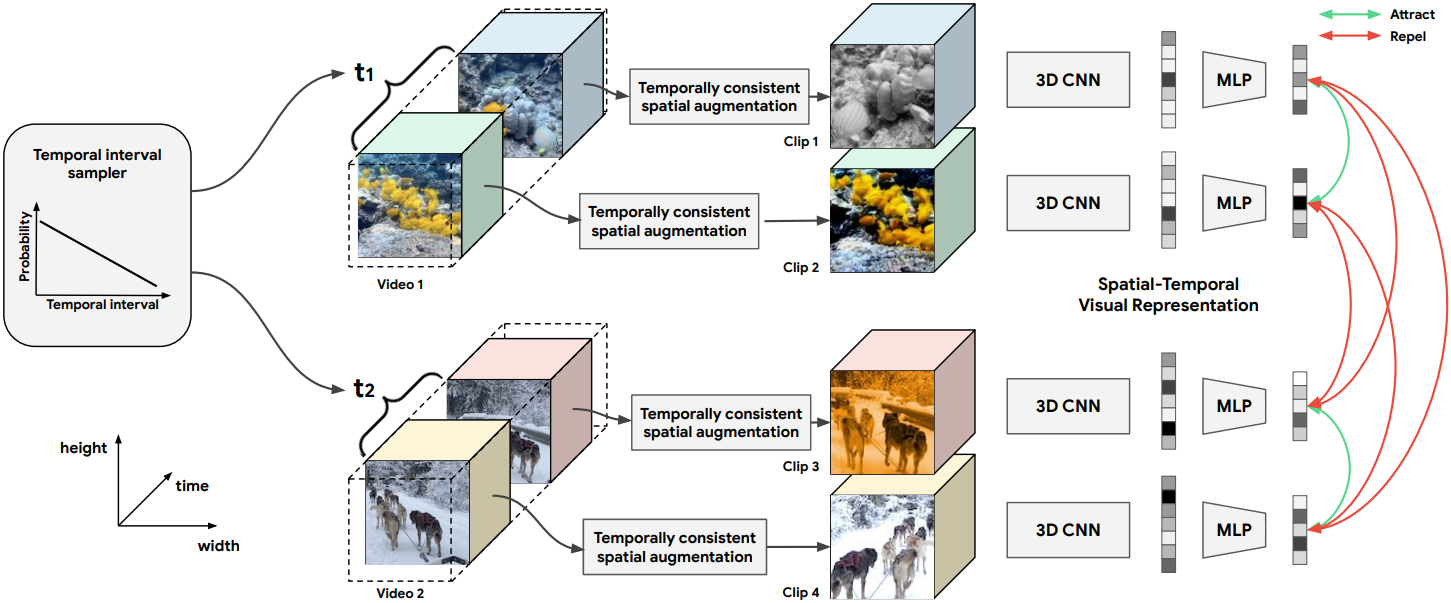 Attract
Repel
Temporal interval
sampler
Probability
Temporal interval
t1
Video 1
Temporally consistent
spatial augmentation
Clip 1
3D CNN
MLP
Temporally consistent
spatial augmentation
Clip 2
3D CNN
MLP
Spatial-Temporal
Visual Representation
t2
Video 2
Temporally consistent
spatial augmentation
Clip 3
3D CNN
MLP
Temporally consistent
spatial augmentation
Clip 4
3D CNN
MLP
height
time
width